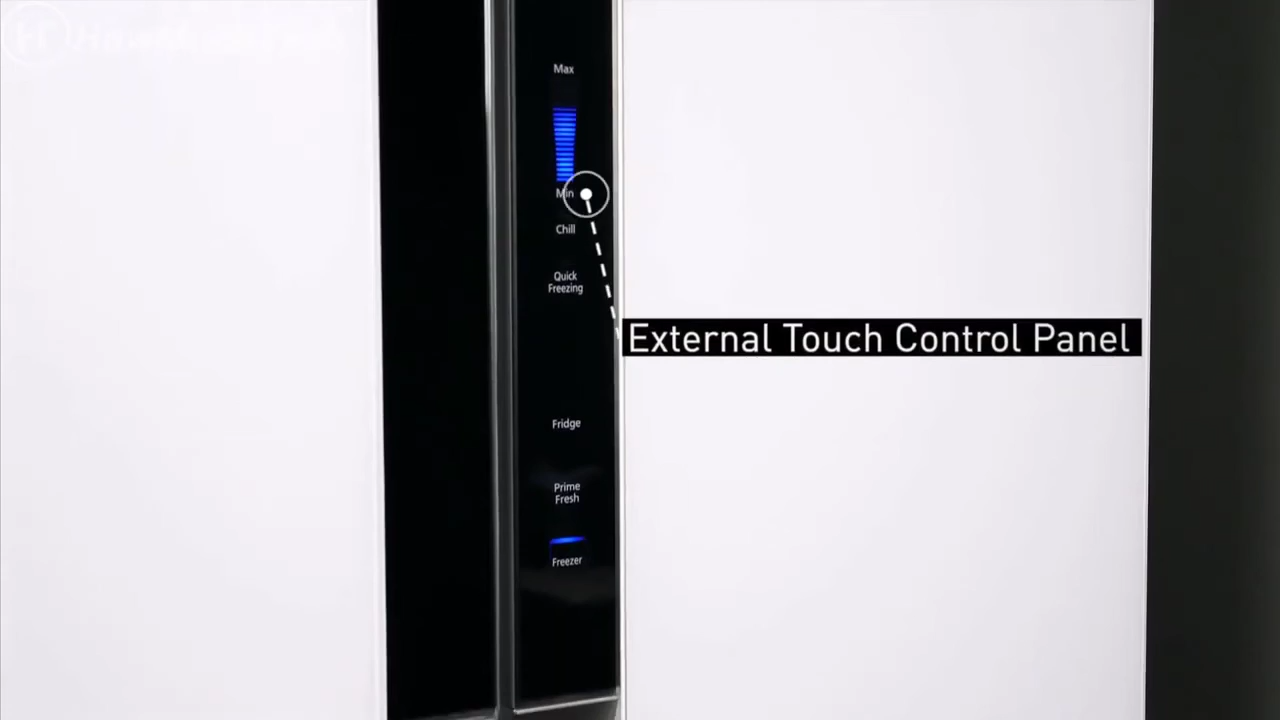 Max
Min
Chill
Quick
Freezing
External Touch Control Panel
Fridge
Prime
Fresh
Freezer